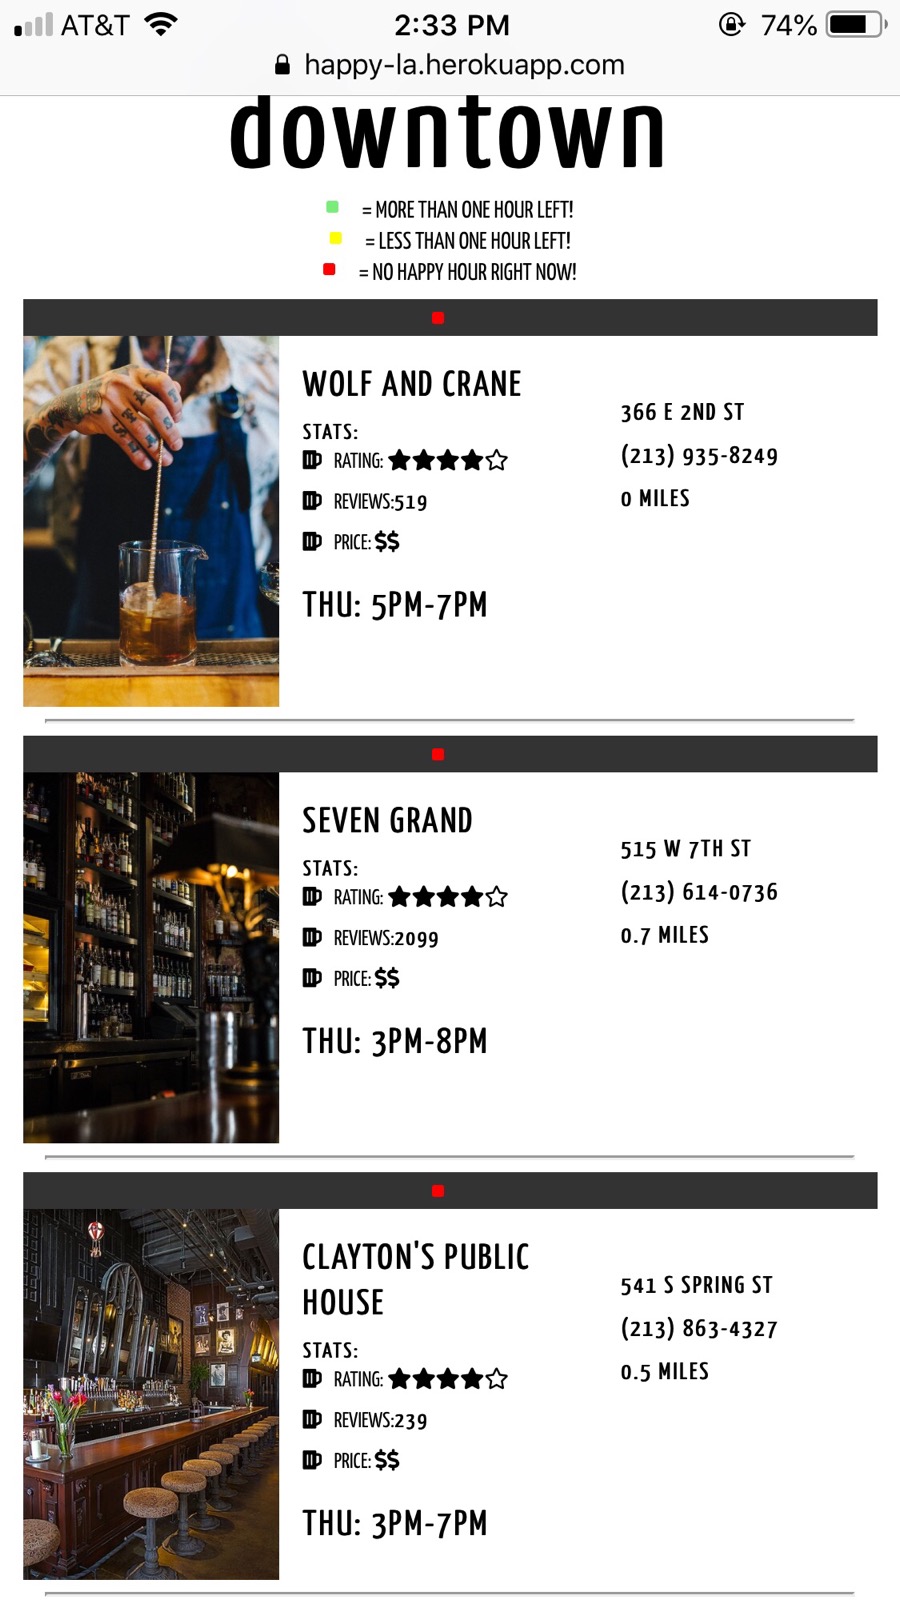 AT&T 2:33 PM 74%
happy-la.herokuapp.com
downtown
= MORE THAN ONE HOUR LEFT!
= LESS THAN ONE HOUR LEFT!
= NO HAPPY HOUR RIGHT NOW!
WOLF AND CRANE
STATS:
RATING:
REVIEWS:519
PRICE: $$
THU: 5PM-7PM
366 E 2ND ST
(213) 935-8249
0 MILES
SEVEN GRAND
STATS:
RATING:
REVIEWS:2099
PRICE: $$
THU: 3PM-8PM
515 W 7TH ST
(213) 614-0736
0.7 MILES
CLAYTON'S PUBLIC
HOUSE
STATS:
RATING:
REVIEWS:239
PRICE: $$
THU: 3PM-7PM
541 S SPRING ST
(213) 863-4327
0.5 MILES